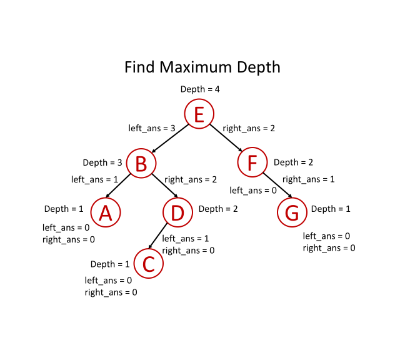 Find Maximum Depth
Depth = 4
E
left_ans = 3
right_ans = 2
Depth = 3
B
F
Depth = 2
left_ans = 1
right_ans = 2
left_ans = 0
right_ans = 1
Depth = 1
A
D
Depth = 2
G
Depth = 1
left_ans = 0
right_ans = 0
left_ans = 1
right_ans = 0
left_ans = 0
right_ans = 0
Depth = 1
C
left_ans = 0
right_ans = 0